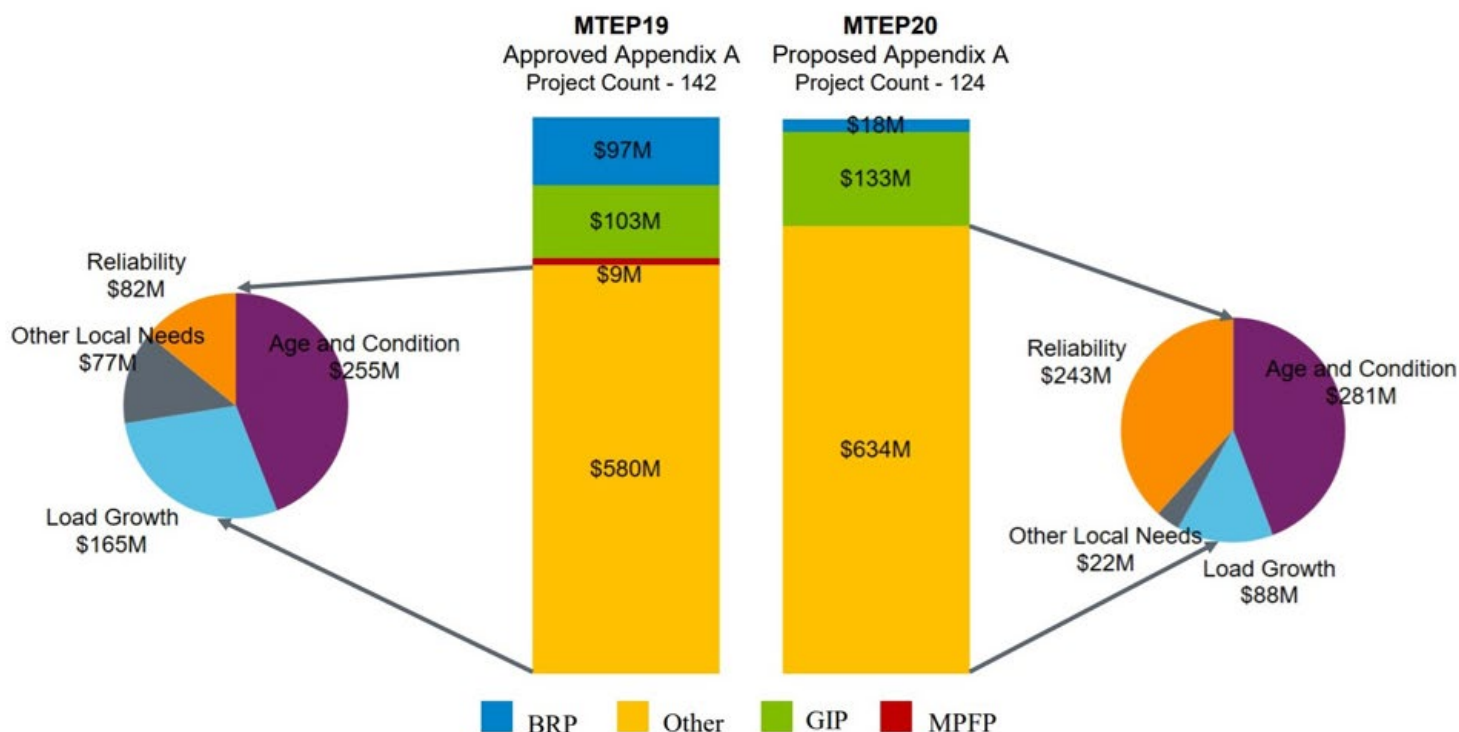 MTEP19
Approved Appendix A
Project Count - 142
MTEP20
Proposed Appendix A
Project Count - 124
$97M
$103M
$9M
$580M
$18M
$133M
$634M
Reliability
$82M
Other Local Needs
$77M
Age and Condition
$255M
Load Growth
$165M
Reliability
$243M
Age and Condition
$281M
Other Local Needs
$22M
Load Growth
$88M
BRP
Other
GIP
MPFP